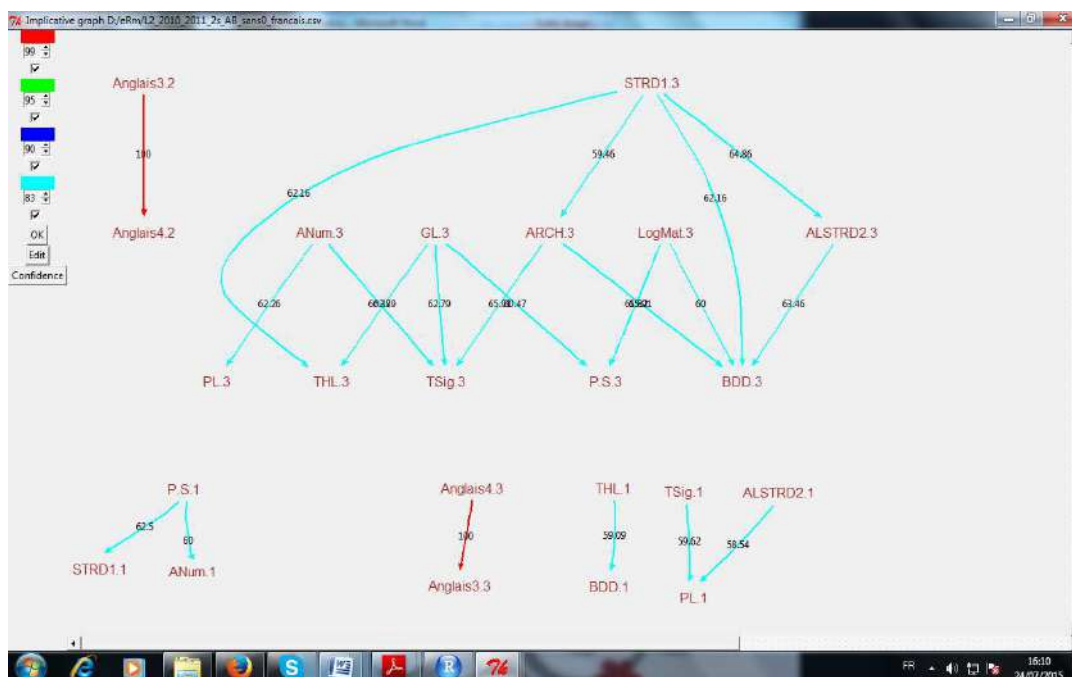 Implicative graph D:/eRm/L2_2010_2011_2s_AB_sans0_francais.csv
99
95
90
83
OK
Edit
Confidence
Anglais3.2
STRD1.3
100
59.46
64.86
62.16
62.16
Anglais4.2
ANum.3
GL.3
ARCH.3
LogMat.3
ALSTRD2.3
62.26
62.79
60
63.46
PL.3
THL.3
TSig.3
P.S.3
BDD.3
P.S.1
Anglais4.3
THL.1
TSig.1
ALSTRD2.1
62.5
60
100
59.09
59.62
58.54
STRD1.1
ANum.1
Anglais3.3
BDD.1
PL.1
FR
16:10
24/07/2015